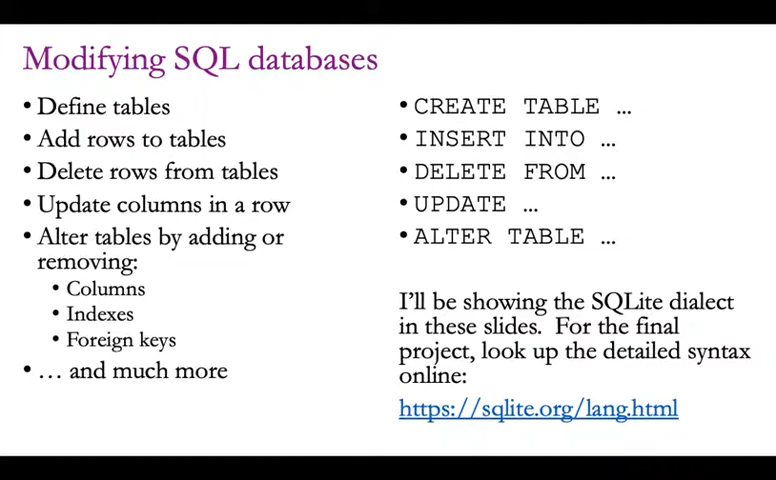 Modifying SQL databases
• Define tables
• Add rows to tables
• Delete rows from tables
• Update columns in a row
• Alter tables by adding or
removing:
• Columns
• Indexes
• Foreign keys
• … and much more
• CREATE TABLE …
• INSERT INTO …
• DELETE FROM …
• UPDATE …
• ALTER TABLE …
I’ll be showing the SQLite dialect
in these slides. For the final
project, look up the detailed syntax
online:
https://sqlite.org/lang.html